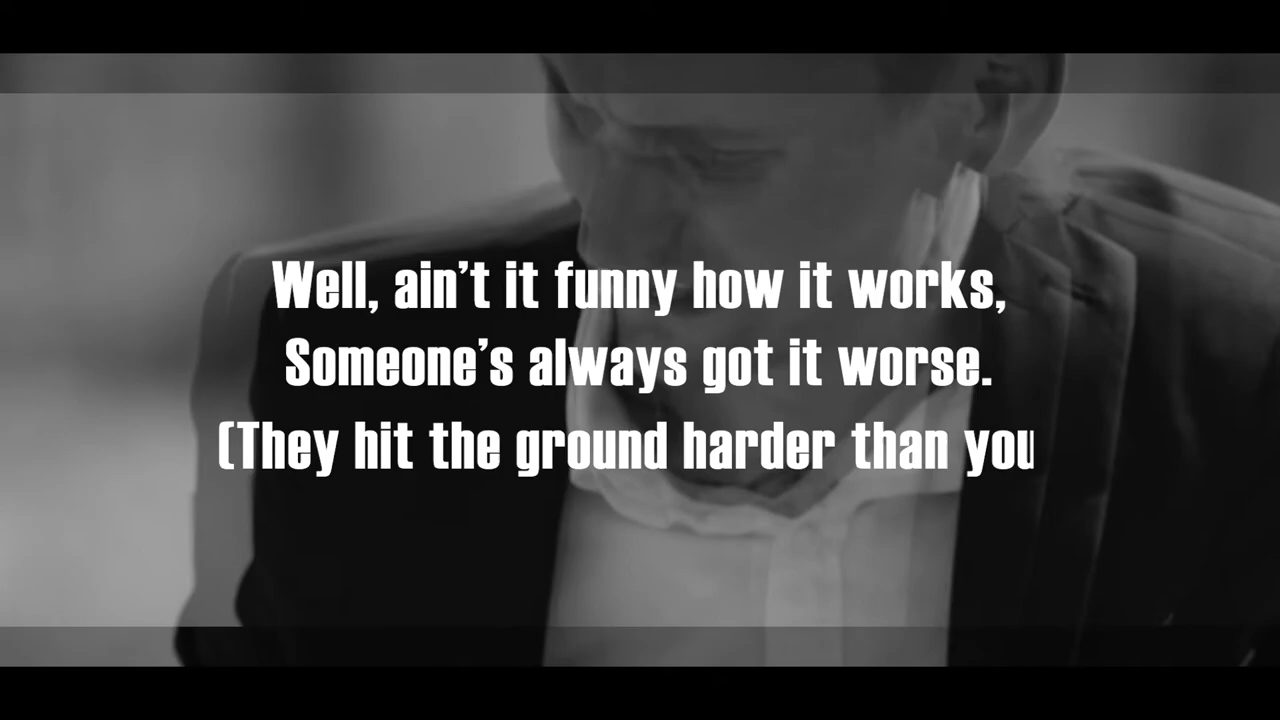 Well, ain’t it funny how it works,
Someone’s always got it worse.
(They hit the ground harder than you